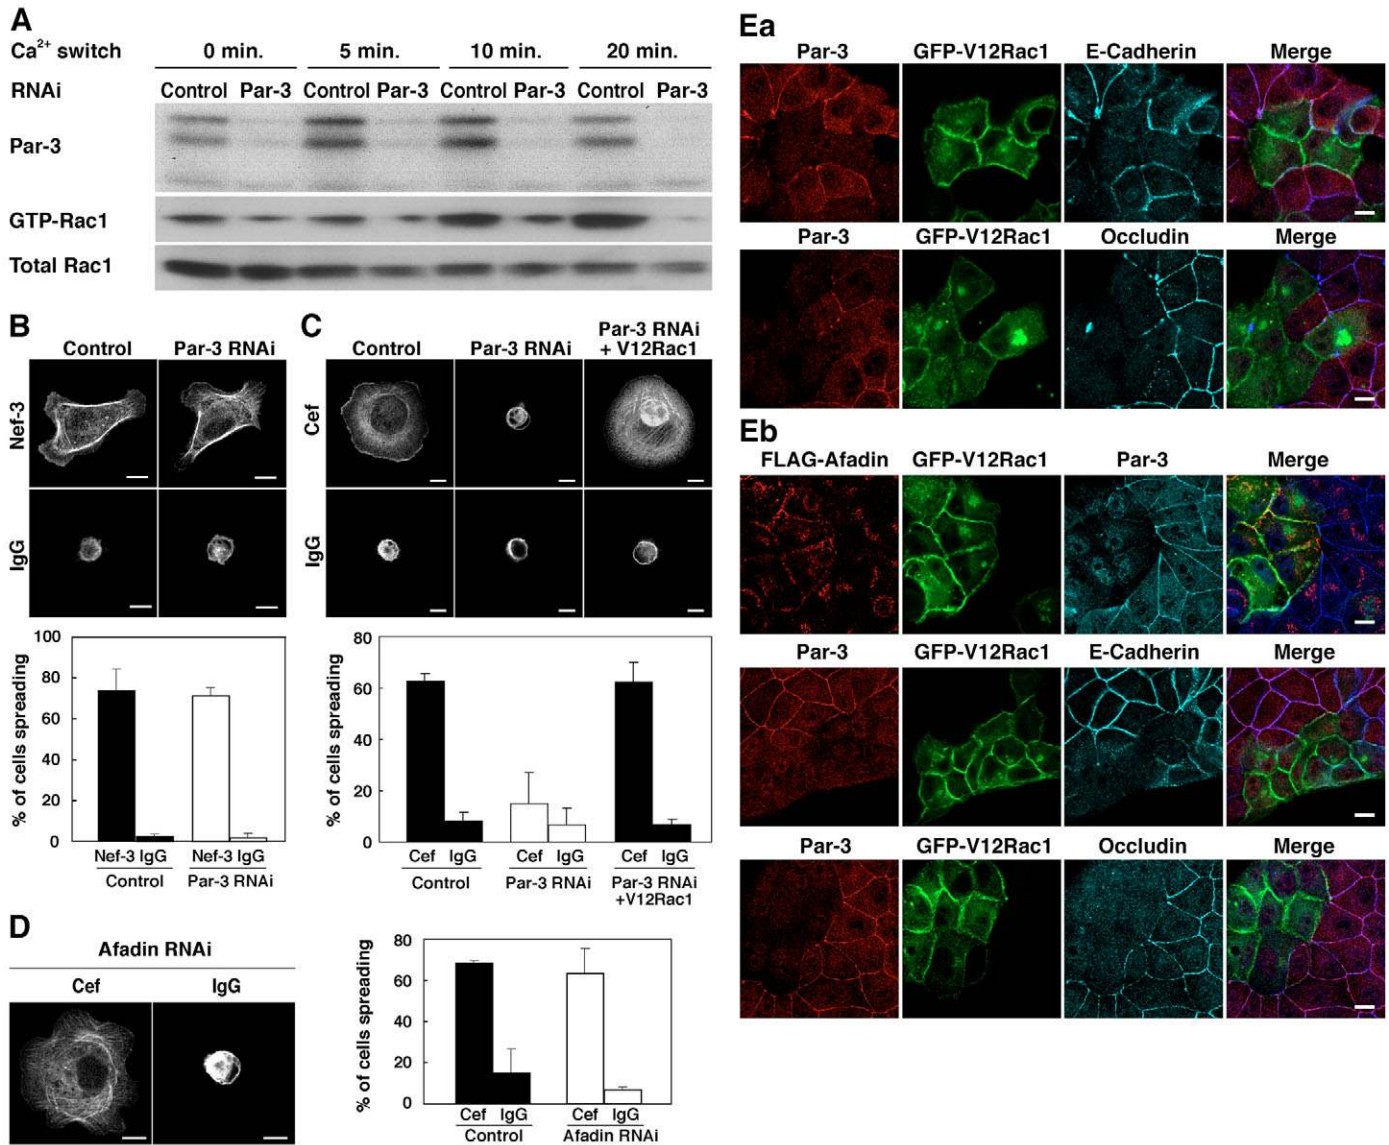 A
Ca2+ switch 0 min. 5 min. 10 min. 20 min.
RNAi Control Par-3 Control Par-3 Control Par-3 Control Par-3
Par-3
GTP-Rac1
Total Rac1
B
Control Par-3 RNAi
Nef-3
IgG
% of cells spreading
100
80
60
40
20
0
Nef-3 IgG Nef-3 IgG
Control Par-3 RNAi
C
Control Par-3 RNAi Par-3 RNAi
+ V12Rac1
Cef
IgG
% of cells spreading
80
60
40
20
0
Cef IgG Cef IgG Cef IgG
Control Par-3 RNAi Par-3 RNAi
+V12Rac1
D
Afadin RNAi
Cef IgG
% of cells spreading
80
60
40
20
0
Cef IgG Cef IgG
Control Afadin RNAi
Ea
Par-3 GFP-V12Rac1 E-Cadherin Merge
Par-3 GFP-V12Rac1 Occludin Merge
Eb
FLAG-Afadin GFP-V12Rac1 Par-3 Merge
Par-3 GFP-V12Rac1 E-Cadherin Merge
Par-3 GFP-V12Rac1 Occludin Merge